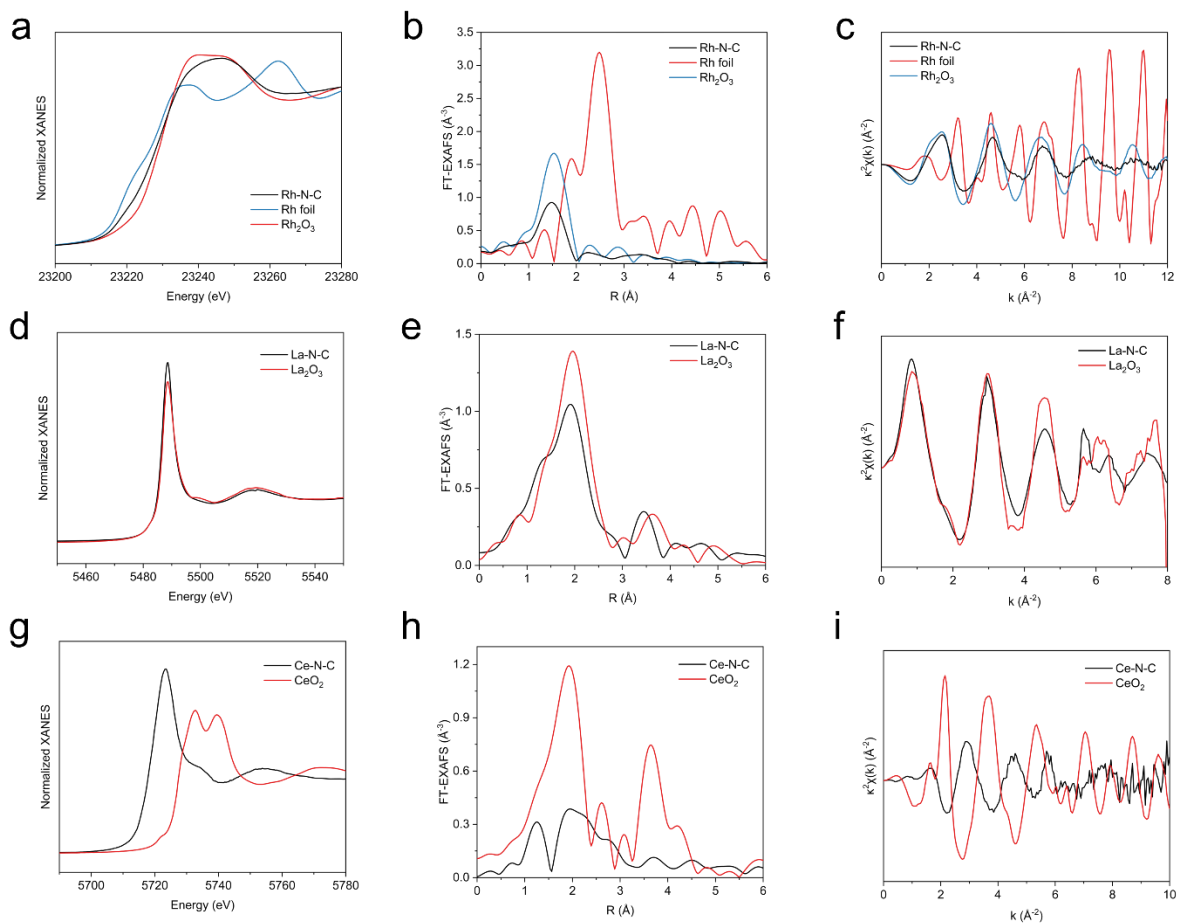 a
Normalized XANES
Rh-N-C
Rh foil
Rh₂O₃
23200 23220 23240 23260 23280
Energy (eV)
b
FT-EXAFS (Å⁻³)
3.5
3.0
2.5
2.0
1.5
1.0
0.5
0.0
Rh-N-C
Rh foil
Rh₂O₃
0 1 2 3 4 5 6
R (Å)
c
κ²χ(k) (Å⁻²)
Rh-N-C
Rh foil
Rh₂O₃
0 2 4 6 8 10 12
k (Å⁻²)
d
Normalized XANES
La-N-C
La₂O₃
5460 5480 5500 5520 5540
Energy (eV)
e
FT-EXAFS (Å⁻³)
1.5
1.0
0.5
0.0
La-N-C
La₂O₃
0 1 2 3 4 5 6
R (Å)
f
κ²χ(k) (Å⁻²)
La-N-C
La₂O₃
0 2 4 6 8
k (Å⁻²)
g
Normalized XANES
Ce-N-C
CeO₂
5700 5720 5740 5760 5780
Energy (eV)
h
FT-EXAFS (Å⁻³)
1.2
0.9
0.6
0.3
0.0
Ce-N-C
CeO₂
0 1 2 3 4 5 6
R (Å)
i
κ²χ(k) (Å⁻²)
Ce-N-C
CeO₂
0 2 4 6 8 10
k (Å⁻²)